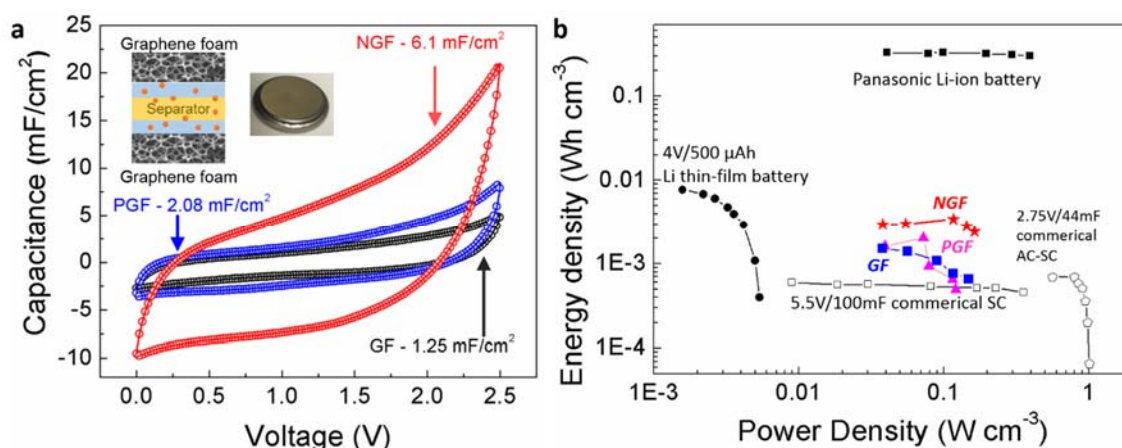 a
Graphene foam
Separator
Graphene foam
NGF - 6.1 mF/cm²
PGF - 2.08 mF/cm²
GF - 1.25 mF/cm²
Capacitance (mF/cm²)
25
20
15
10
5
0
-5
-10
0.0 0.5 1.0 1.5 2.0 2.5
Voltage (V)
b
Energy density (Wh cm⁻³)
0.1
0.01
1E-3
1E-4
Panasonic Li-ion battery
4V/500 µAh
Li thin-film battery
NGF
PGF
GF
2.75V/44mF
commerical
AC-SC
5.5V/100mF commerical SC
1E-3 0.01 0.1 1
Power Density (W cm⁻³)